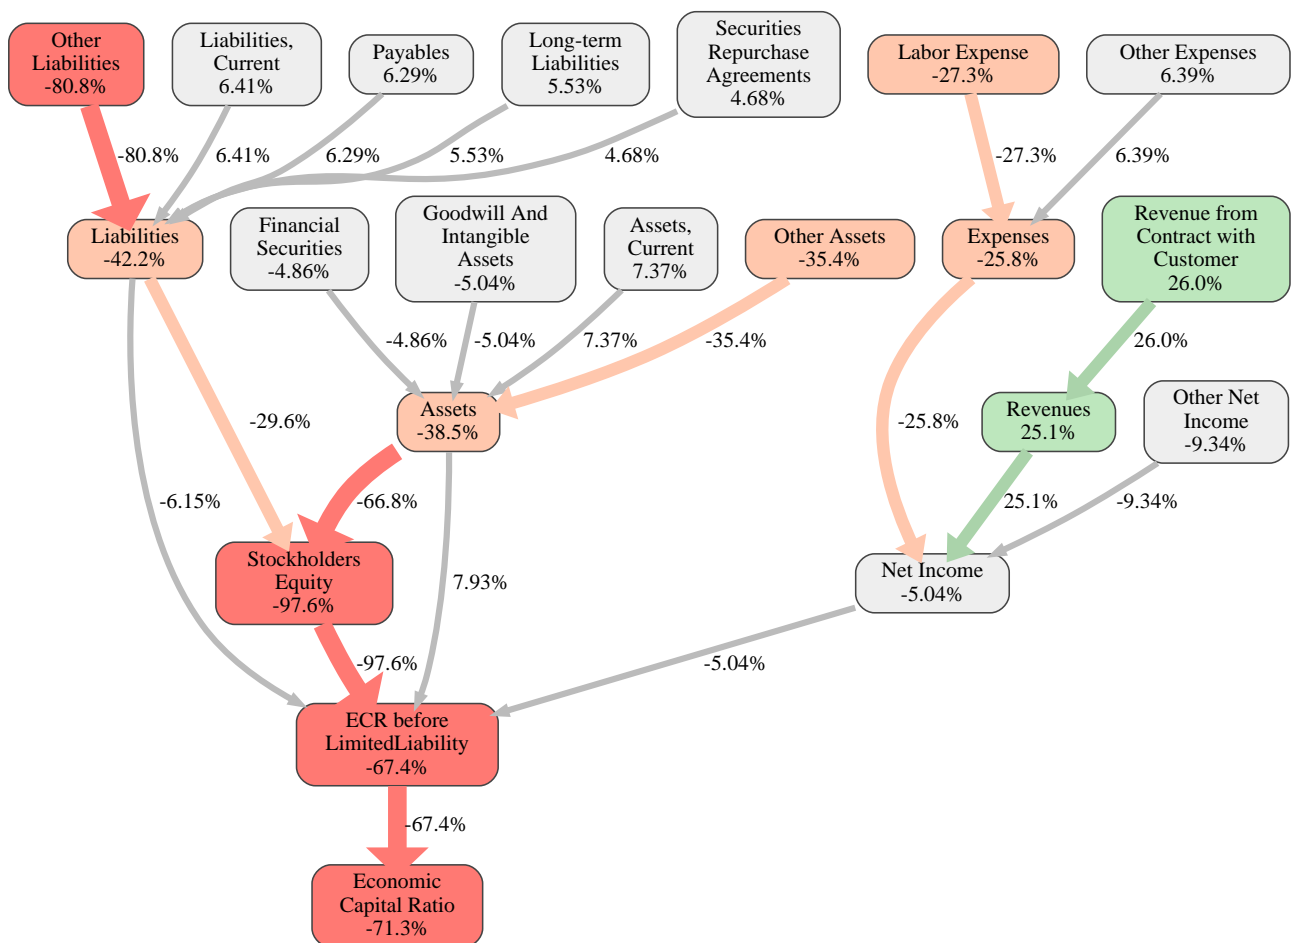 Other
Liabilities
-80.8%
Liabilities,
Current
6.41%
Payables
6.29%
Long-term
Liabilities
5.53%
Securities
Repurchase
Agreements
4.68%
Labor Expense
-27.3%
Other Expenses
6.39%
-80.8%
6.41%
6.29%
5.53%
4.68%
-27.3%
6.39%
Liabilities
-42.2%
Financial
Securities
-4.86%
Goodwill And
Intangible
Assets
-5.04%
Assets,
Current
7.37%
Other Assets
-35.4%
Expenses
-25.8%
Revenue from
Contract with
Customer
26.0%
-4.86%
-5.04%
7.37%
-35.4%
26.0%
-29.6%
Assets
-38.5%
-25.8%
Revenues
25.1%
Other Net
Income
-9.34%
-6.15%
-66.8%
25.1%
-9.34%
Stockholders
Equity
-97.6%
7.93%
Net Income
-5.04%
-97.6%
-5.04%
ECR before
LimitedLiability
-67.4%
-67.4%
Economic
Capital Ratio
-71.3%